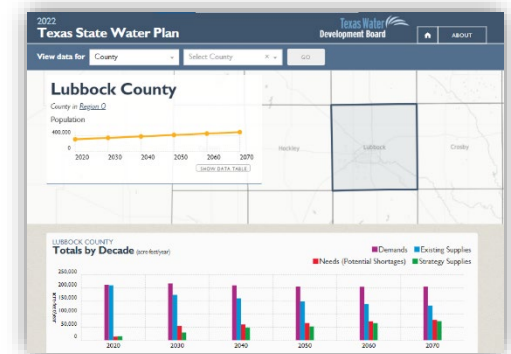 2022
Texas State Water Plan
Texas Water
Development Board
ABOUT
View data for
County
Select County
GO
Lubbock County
County in Region O
Population
400,000
0
2020 2030 2040 2050 2060 2070
SHOW DATA TABLE
Hockley
Lubbock
Crosby
LUBBOCK COUNTY
Totals by Decade (acre-feet/year)
Demands
Existing Supplies
Needs (Potential Shortages)
Strategy Supplies
250,000
200,000
150,000
100,000
50,000
0
2020 2030 2040 2050 2060 2070